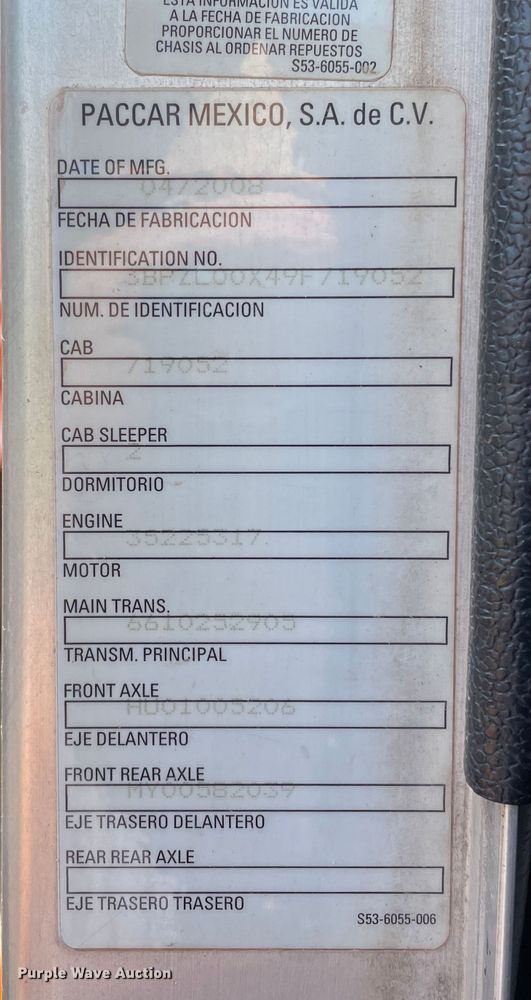 ESTA INFORMACION ES VALIDA
A LA FECHA DE FABRICACION
PROPORCIONAR EL NUMERO DE
CHASIS AL ORDENAR REPUESTOS
S53-6055-002
PACCAR MEXICO, S.A. de C.V.
DATE OF MFG.
04/2008
FECHA DE FABRICACION
IDENTIFICATION NO.
3BPZL00X49F719052
NUM. DE IDENTIFICACION
CAB
719052
CABINA
CAB SLEEPER
2
DORMITORIO
ENGINE
35225317
MOTOR
MAIN TRANS.
6610252905
TRANSM. PRINCIPAL
FRONT AXLE
AU01005206
EJE DELANTERO
FRONT REAR AXLE
MY00582039
EJE TRASERO DELANTERO
REAR REAR AXLE
EJE TRASERO TRASERO
S53-6055-006
Purple Wave Auction